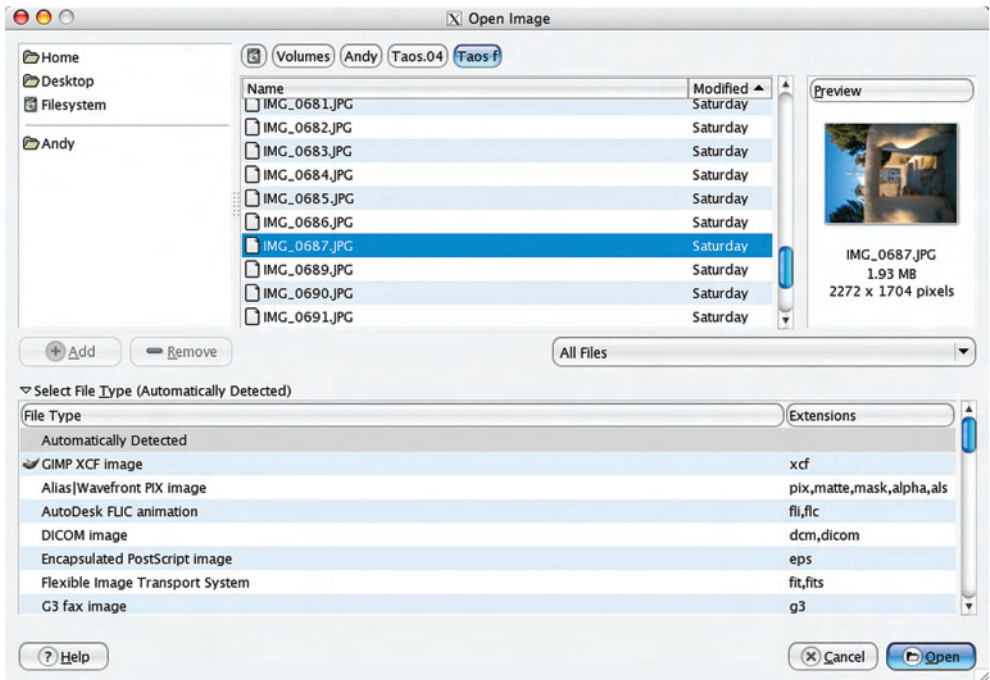 Open Image
Home
Desktop
Filesystem
Andy
Volumes Andy Taos.04 Taos f
Name Modified
IMG_0681.JPG Saturday
IMG_0682.JPG Saturday
IMG_0683.JPG Saturday
IMG_0684.JPG Saturday
IMG_0685.JPG Saturday
IMG_0686.JPG Saturday
IMG_0687.JPG Saturday
IMG_0689.JPG Saturday
IMG_0690.JPG Saturday
IMG_0691.JPG Saturday
Preview
IMG_0687.JPG
1.93 MB
2272 x 1704 pixels
Add Remove
All Files
Select File Type (Automatically Detected)
File Type Extensions
Automatically Detected
GIMP XCF image xcf
Alias|Wavefront PIX image pix,matte,mask,alpha,als
AutoDesk FLIC animation fli,flc
DICOM image dcm,dicom
Encapsulated PostScript image eps
Flexible Image Transport System fit,fits
G3 fax image g3
Help Cancel Open